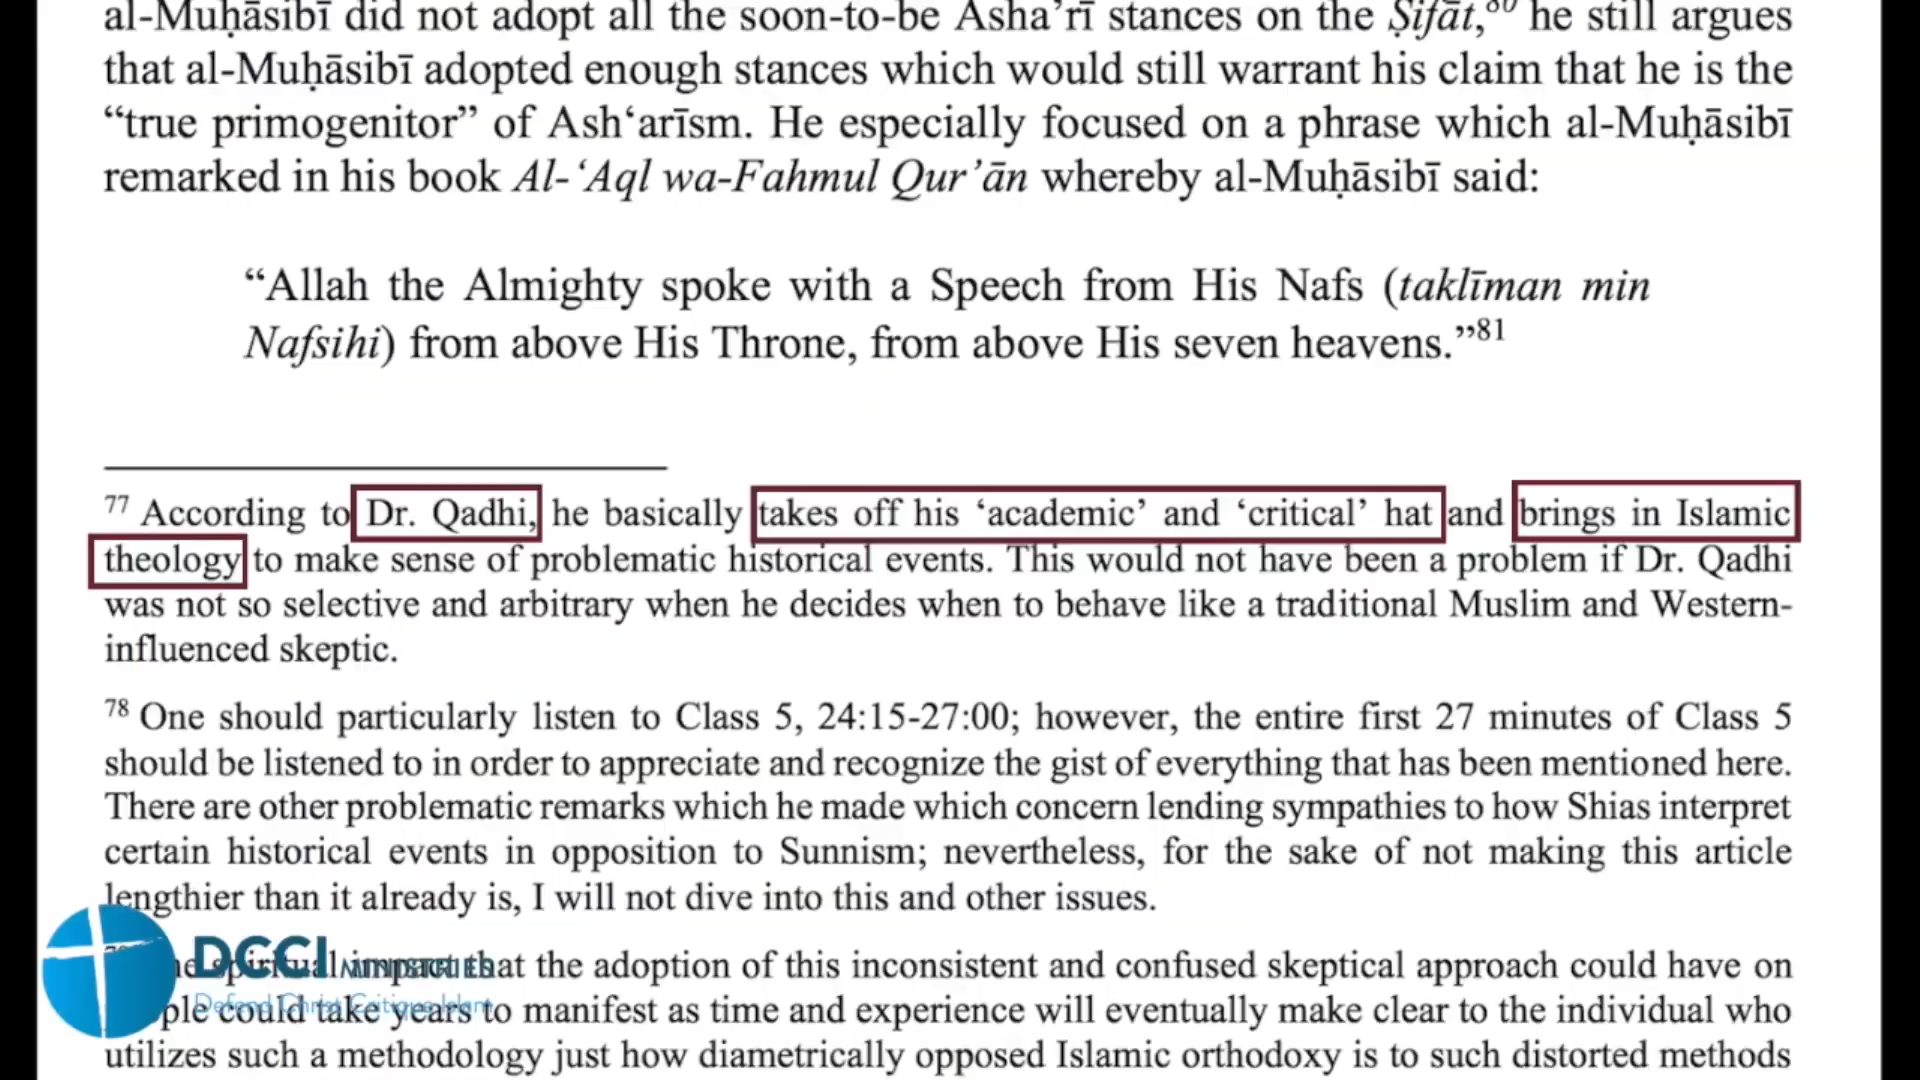 al-Muḥāsibī did not adopt all the soon-to-be Asha’rī stances on the Ṣifāt,⁸⁰ he still argues
that al-Muḥāsibī adopted enough stances which would still warrant his claim that he is the
“true primogenitor” of Ash‘arīsm. He especially focused on a phrase which al-Muḥāsibī
remarked in his book Al-‘Aql wa-Fahmul Qur’ān whereby al-Muḥāsibī said:
“Allah the Almighty spoke with a Speech from His Nafs (taklīman min
Nafsihi) from above His Throne, from above His seven heavens.”⁸¹
⁷⁷ According to Dr. Qadhi, he basically takes off his ‘academic’ and ‘critical’ hat and brings in Islamic
theology to make sense of problematic historical events. This would not have been a problem if Dr. Qadhi
was not so selective and arbitrary when he decides when to behave like a traditional Muslim and Western-
influenced skeptic.
⁷⁸ One should particularly listen to Class 5, 24:15-27:00; however, the entire first 27 minutes of Class 5
should be listened to in order to appreciate and recognize the gist of everything that has been mentioned here.
There are other problematic remarks which he made which concern lending sympathies to how Shias interpret
certain historical events in opposition to Sunnism; nevertheless, for the sake of not making this article
lengthier than it already is, I will not dive into this and other issues.
spiritual impact that the adoption of this inconsistent and confused skeptical approach could have on
could take years to manifest as time and experience will eventually make clear to the individual who
utilizes such a methodology just how diametrically opposed Islamic orthodoxy is to such distorted methods
DCCI MINISTRIES
Defend Christ Critique Islam